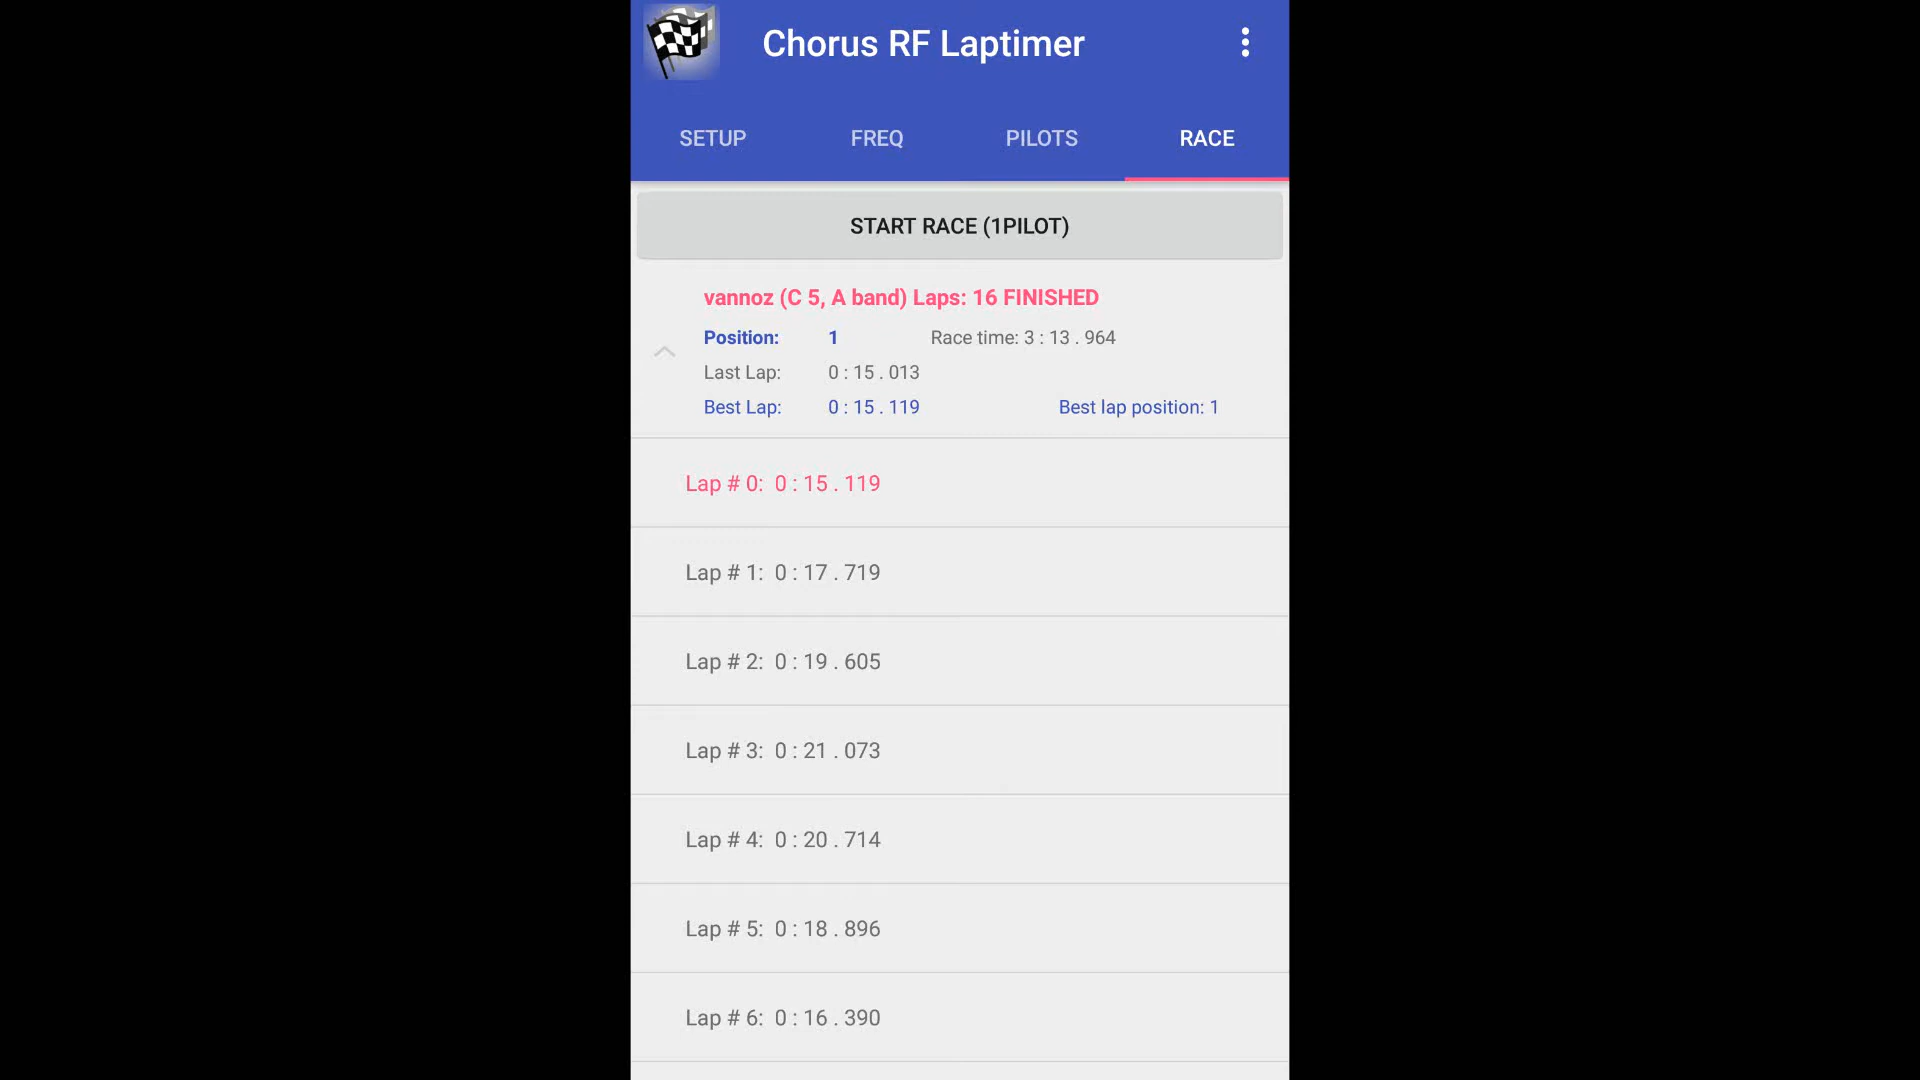 Chorus RF Laptimer
SETUP FREQ PILOTS RACE
START RACE (1PILOT)
vannoz (C 5, A band) Laps: 16 FINISHED
Position: 1 Race time: 3 : 13 . 964
Last Lap: 0 : 15 . 013
Best Lap: 0 : 15 . 119 Best lap position: 1
Lap # 0: 0 : 15 . 119
Lap # 1: 0 : 17 . 719
Lap # 2: 0 : 19 . 605
Lap # 3: 0 : 21 . 073
Lap # 4: 0 : 20 . 714
Lap # 5: 0 : 18 . 896
Lap # 6: 0 : 16 . 390